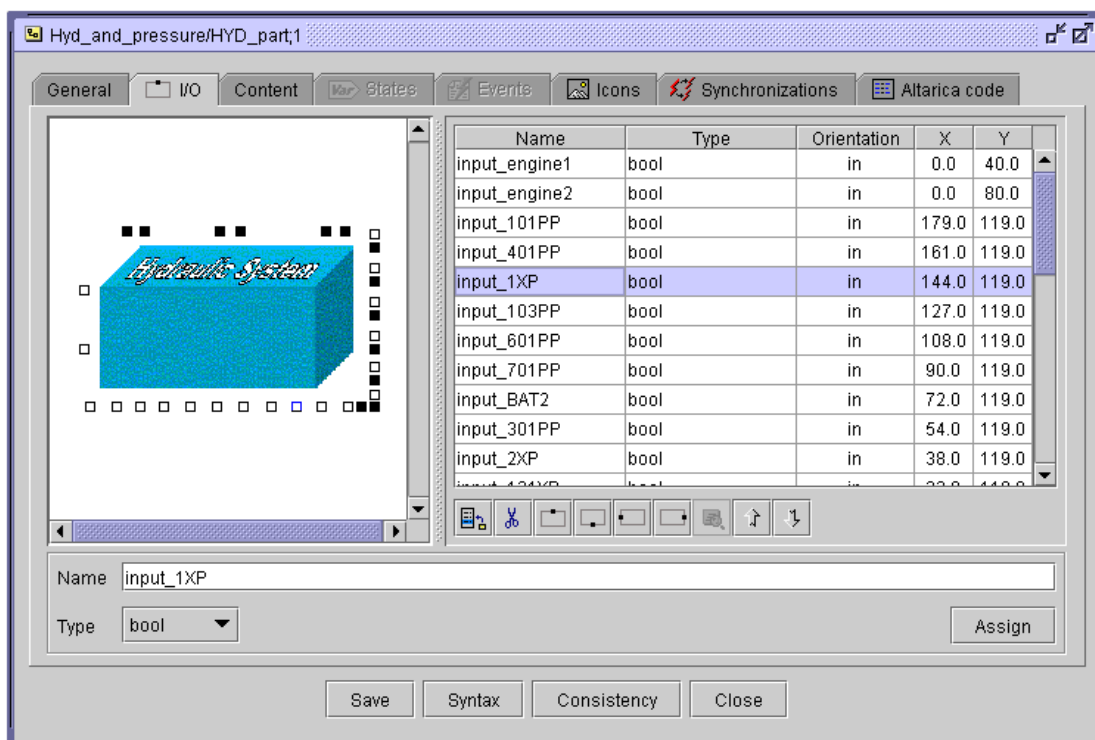 Hyd_and_pressure/HYD_part;1
General I/O Content Var States Events Icons Synchronizations Altarica code
Hydraulic System
Name Type Orientation X Y
input_engine1 bool in 0.0 40.0
input_engine2 bool in 0.0 80.0
input_101PP bool in 179.0 119.0
input_401PP bool in 161.0 119.0
input_1XP bool in 144.0 119.0
input_103PP bool in 127.0 119.0
input_601PP bool in 108.0 119.0
input_701PP bool in 90.0 119.0
input_BAT2 bool in 72.0 119.0
input_301PP bool in 54.0 119.0
input_2XP bool in 38.0 119.0
Name input_1XP
Type bool Assign
Save Syntax Consistency Close